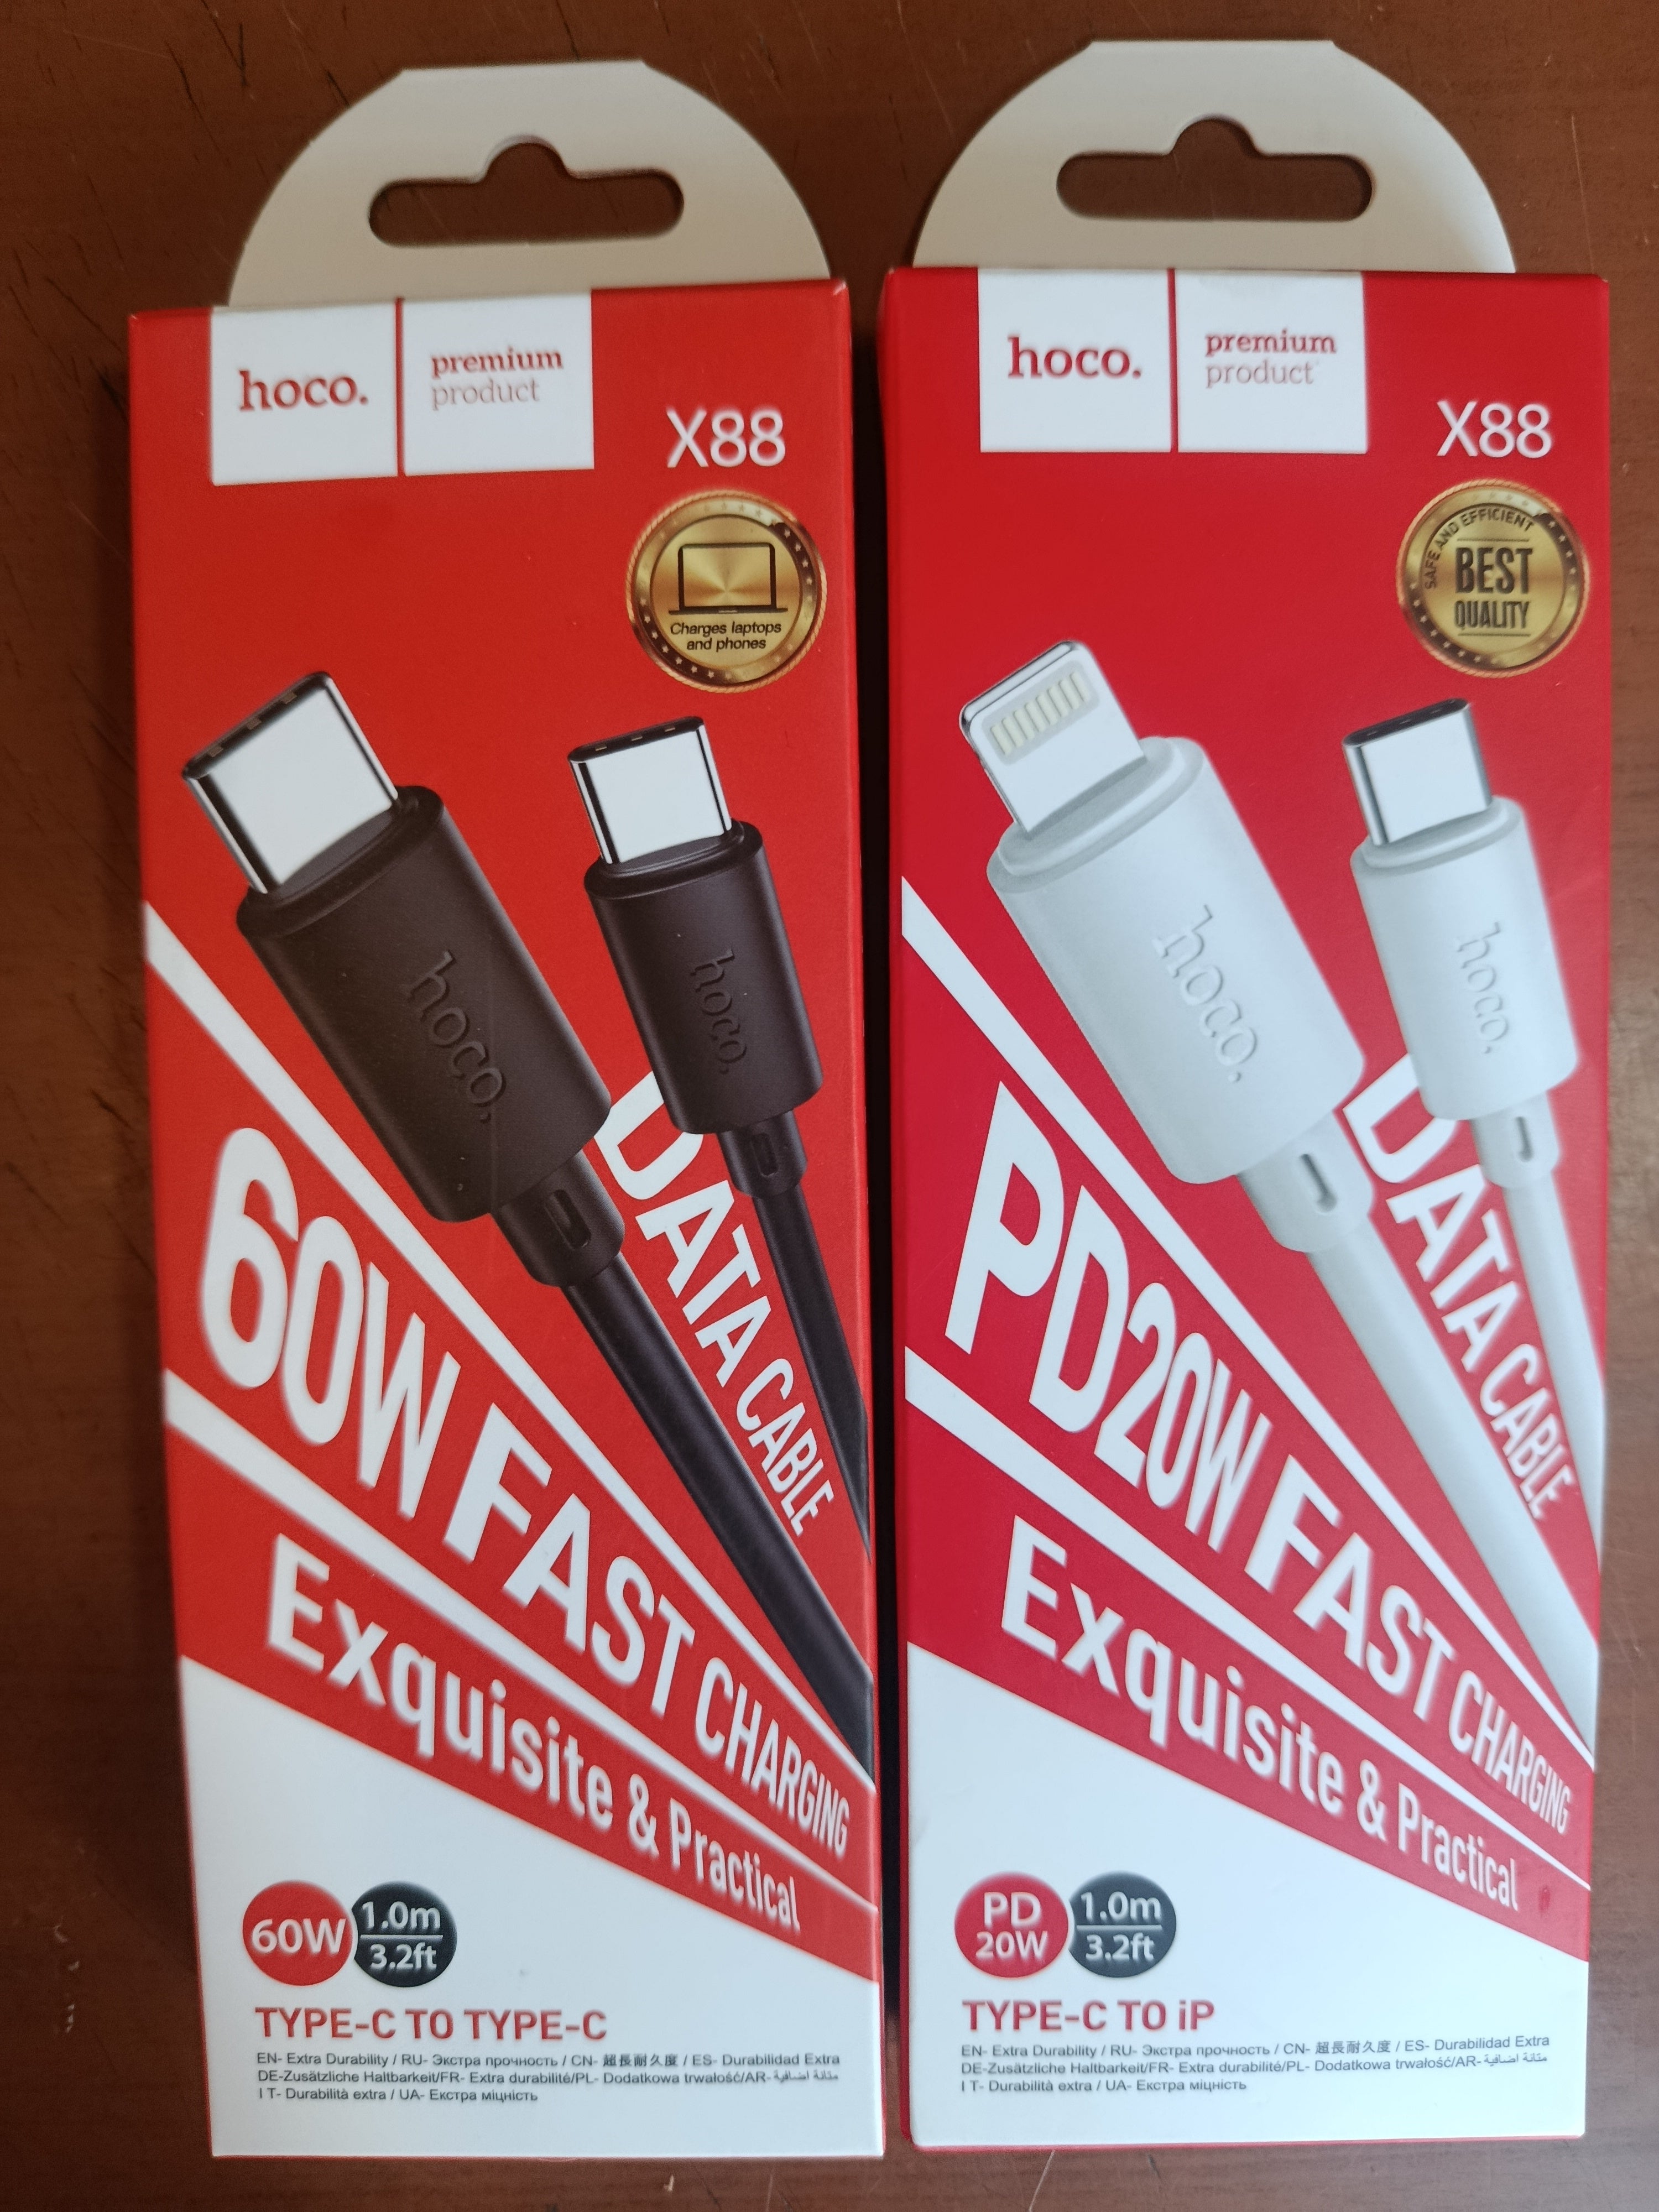 hoco.
premium
product
X88
Charges laptops
and phones
hoco.
hoco.
DATA CABLE
60W FAST CHARGING
Exquisite & Practical
60W
1.0m
3.2ft
TYPE-C TO TYPE-C
EN- Extra Durability / RU- Экстра прочность / CN- 超長耐久度 / ES- Durabilidad Extra
DE-Zusätzliche Haltbarkeit/FR- Extra durabilité/PL- Dodatkowa trwałość/AR- متانة اضافية
I T- Durabilità extra / UA- Екстра міцність
hoco.
premium
product
X88
SAFE AND EFFICIENT
BEST
QUALITY
hoco.
hoco.
DATA CABLE
PD20W FAST CHARGING
Exquisite & Practical
PD
20W
1.0m
3.2ft
TYPE-C TO iP
EN- Extra Durability / RU- Экстра прочность / CN- 超長耐久度 / ES- Durabilidad Extra
DE-Zusätzliche Haltbarkeit/FR- Extra durabilité/PL- Dodatkowa trwałość/AR- متانة اضافية
I T- Durabilità extra / UA- Екстра міцність